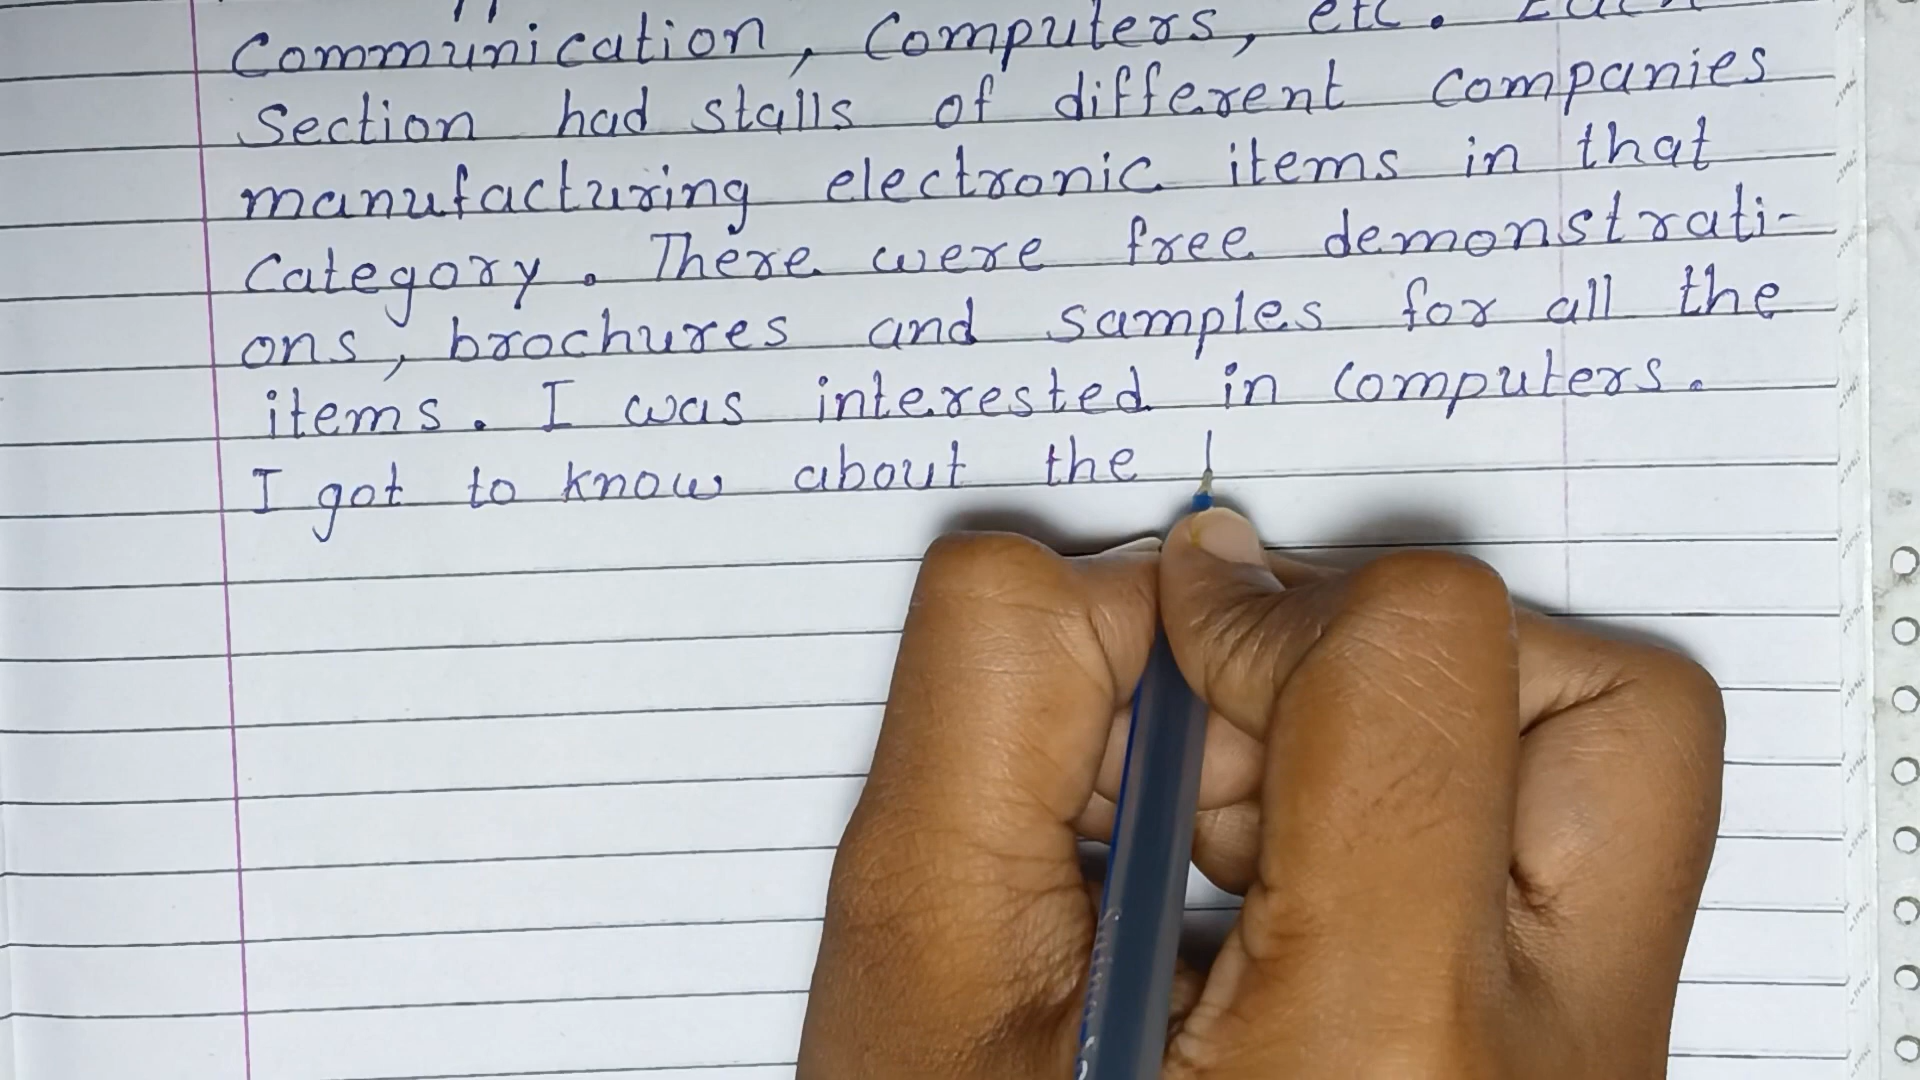 Communication, Computers, etc. Each
Section had stalls of different companies
manufacturing electronic items in that
Category. There were free demonstrati-
ons, brochures and samples for all the
items. I was interested in computers.
I got to know about the